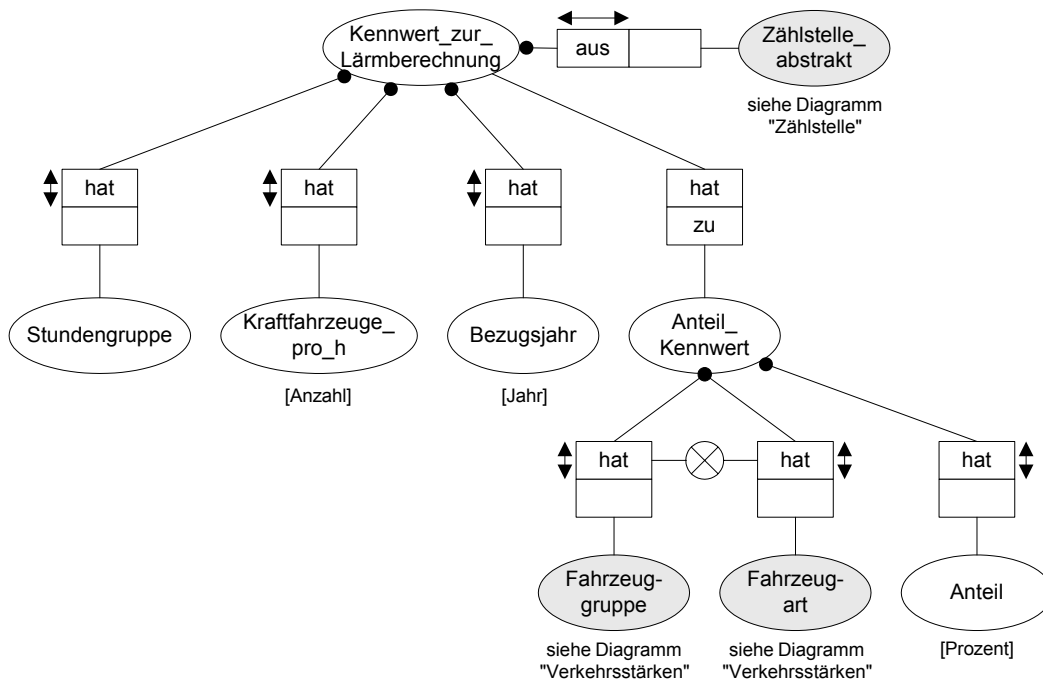 Kennwert_zur_
Lärmberechnung
aus
Zählstelle_
abstrakt
siehe Diagramm
"Zählstelle"
hat
hat
hat
hat
zu
Stundengruppe
Kraftfahrzeuge_
pro_h
[Anzahl]
Bezugsjahr
[Jahr]
Anteil_
Kennwert
hat
hat
hat
Fahrzeug-
gruppe
siehe Diagramm
"Verkehrsstärken"
Fahrzeug-
art
siehe Diagramm
"Verkehrsstärken"
Anteil
[Prozent]